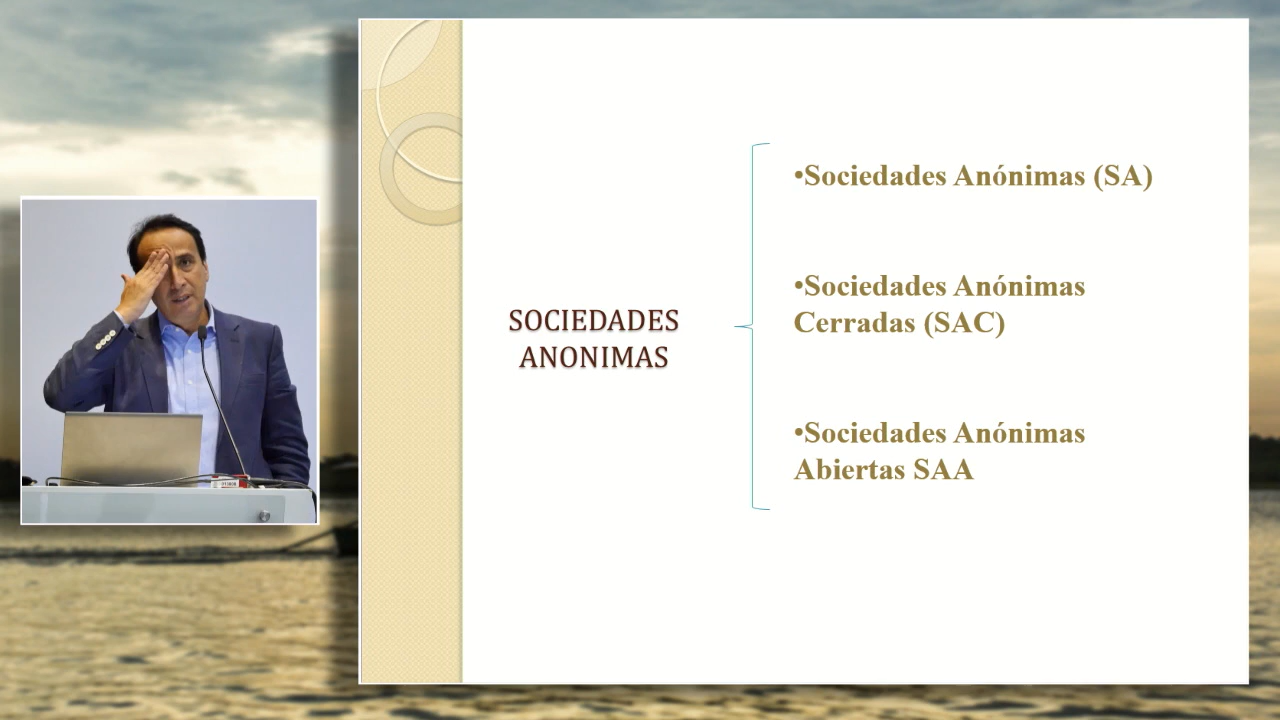 SOCIEDADES
ANONIMAS
•Sociedades Anónimas (SA)
•Sociedades Anónimas
Cerradas (SAC)
•Sociedades Anónimas
Abiertas SAA